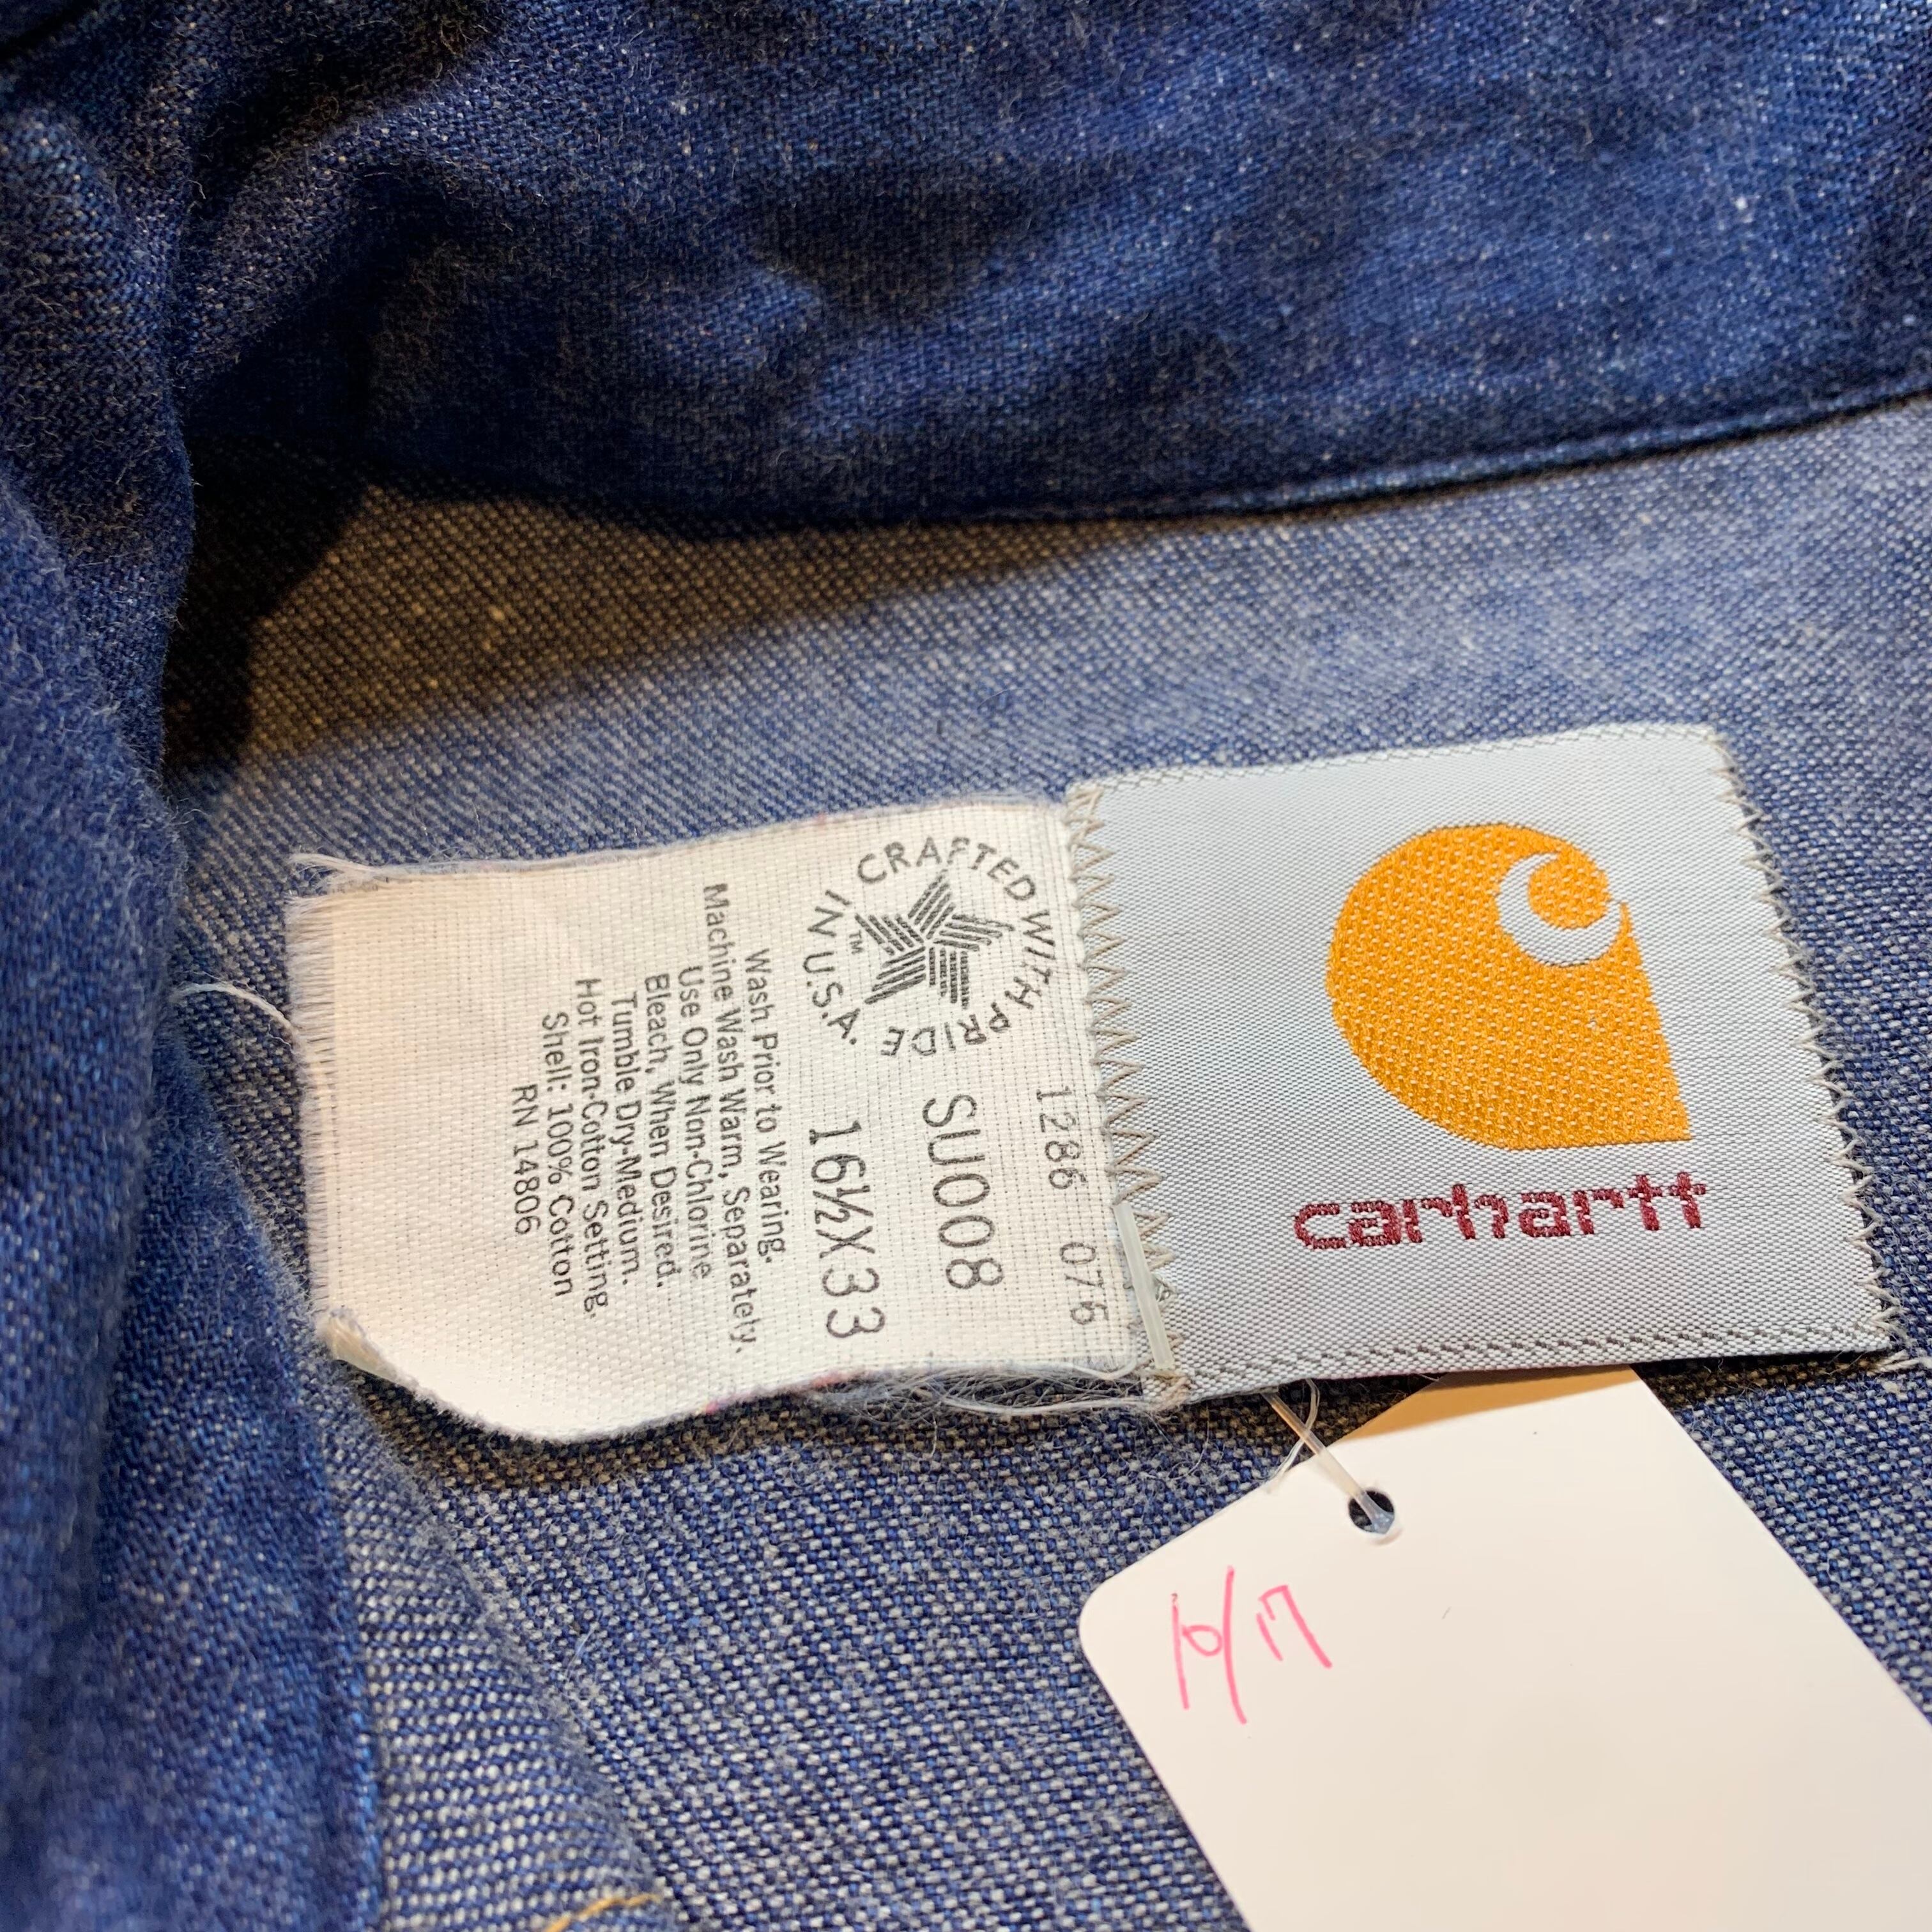 carhartt
CRAFTED WITH PRIDE IN U.S.A.
TM
1286 076
SU008
16½X33
Wash Prior to Wearing.
Machine Wash Warm, Separately.
Use Only Non-Chlorine
Bleach, When Desired.
Tumble Dry-Medium.
Hot Iron-Cotton Setting.
Shell: 100% Cotton
RN 14806
10/17